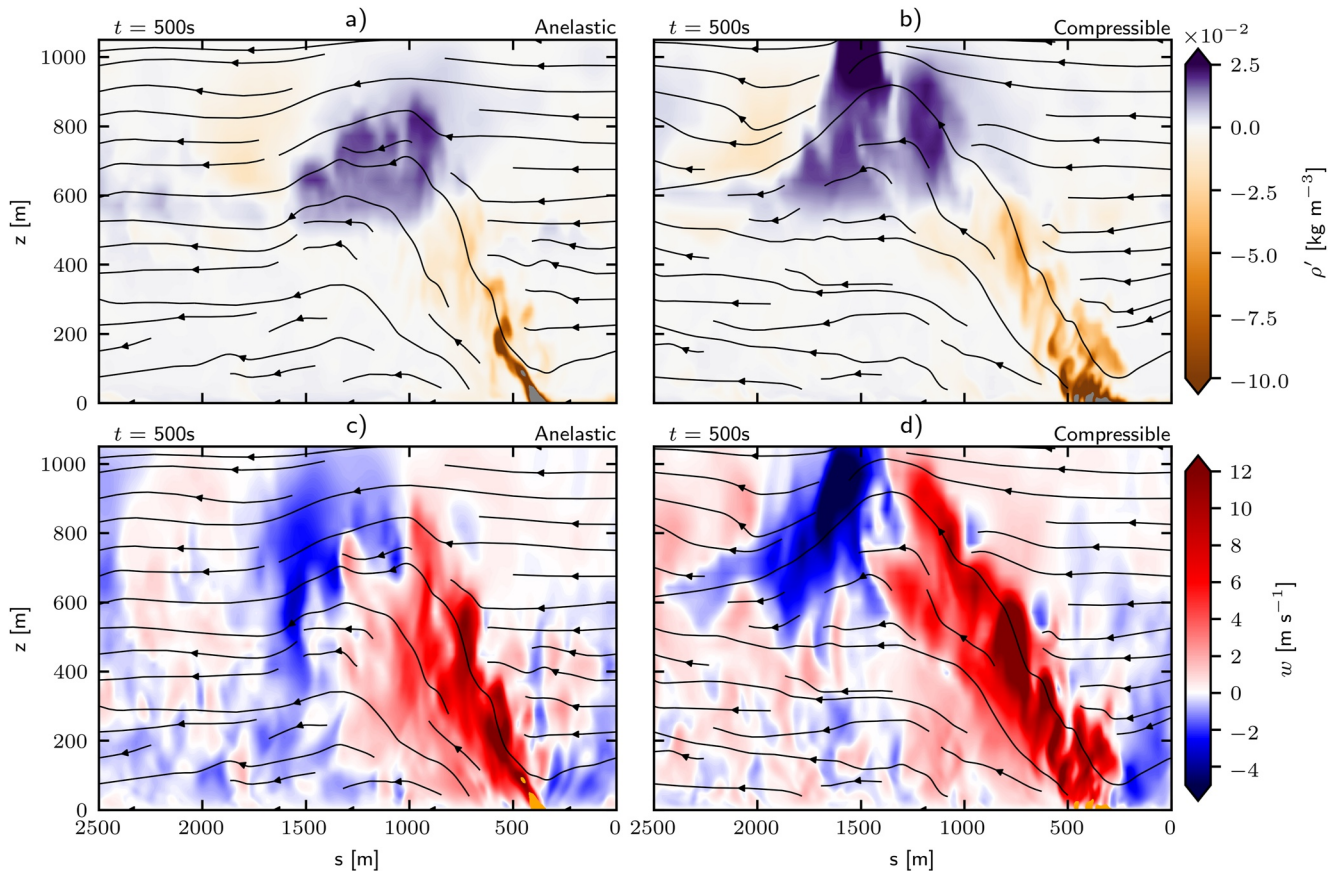 a)
t = 500s
Anelastic
b)
t = 500s
Compressible
×10⁻²
1000
800
600
400
200
0
z [m]
2.5
0.0
−2.5
−5.0
−7.5
−10.0
ρ′ [kg m⁻³]
c)
t = 500s
Anelastic
d)
t = 500s
Compressible
1000
800
600
400
200
0
z [m]
2500
2000
1500
1000
500
0
s [m]
2500
2000
1500
1000
500
0
s [m]
12
10
8
6
4
2
0
−2
−4
w [m s⁻¹]